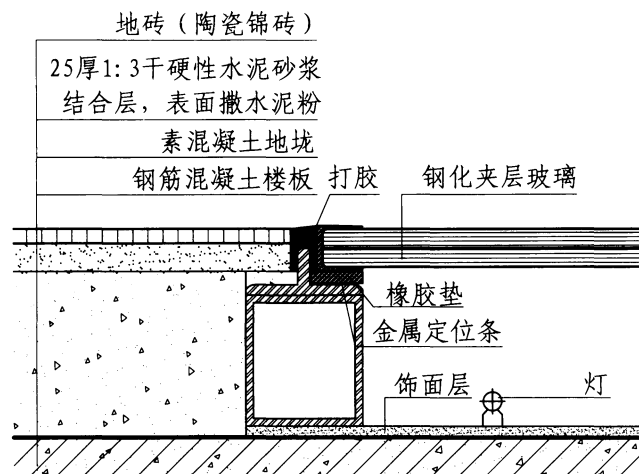 地砖（陶瓷锦砖）
25厚1:3干硬性水泥砂浆
结合层，表面撒水泥粉
素混凝土地垅
钢筋混凝土楼板
打胶
钢化夹层玻璃
橡胶垫
金属定位条
饰面层
灯